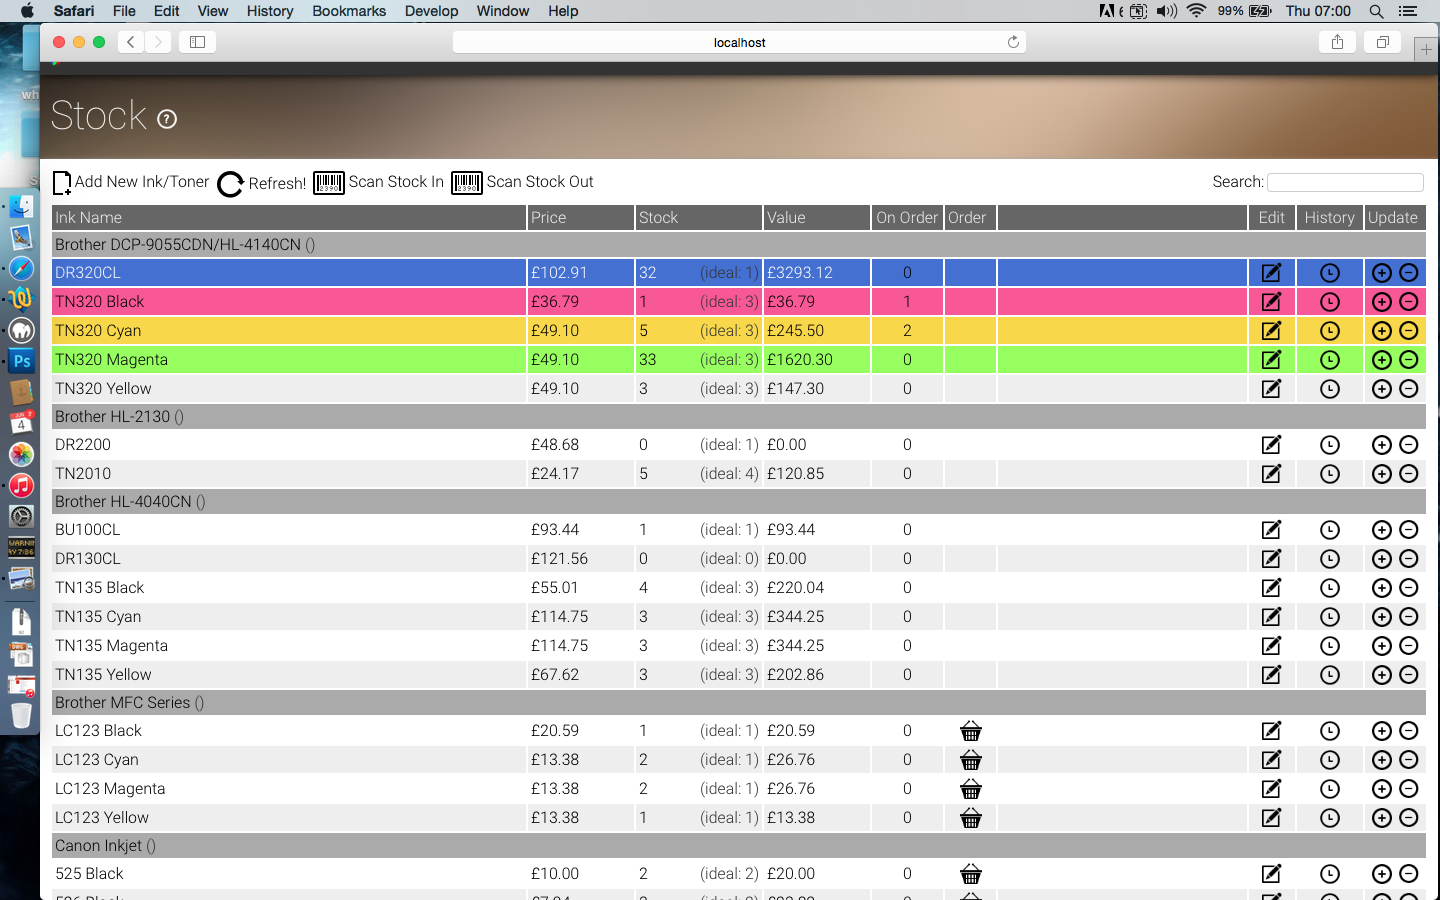 Safari File Edit View History Bookmarks Develop Window Help 99% Thu 07:00
localhost
wh
Stock ?
Add New Ink/Toner Refresh! 2390 Scan Stock In 2390 Scan Stock Out Search:
Ink Name Price Stock Value On Order Order Edit History Update
Brother DCP-9055CDN/HL-4140CN ()
DR320CL £102.91 32 (ideal: 1) £3293.12 0
TN320 Black £36.79 1 (ideal: 3) £36.79 1
TN320 Cyan £49.10 5 (ideal: 3) £245.50 2
TN320 Magenta £49.10 33 (ideal: 3) £1620.30 0
TN320 Yellow £49.10 3 (ideal: 3) £147.30 0
Brother HL-2130 ()
DR2200 £48.68 0 (ideal: 1) £0.00 0
TN2010 £24.17 5 (ideal: 4) £120.85 0
Brother HL-4040CN ()
BU100CL £93.44 1 (ideal: 1) £93.44 0
DR130CL £121.56 0 (ideal: 0) £0.00 0
TN135 Black £55.01 4 (ideal: 3) £220.04 0
TN135 Cyan £114.75 3 (ideal: 3) £344.25 0
TN135 Magenta £114.75 3 (ideal: 3) £344.25 0
TN135 Yellow £67.62 3 (ideal: 3) £202.86 0
Brother MFC Series ()
LC123 Black £20.59 1 (ideal: 1) £20.59 0
LC123 Cyan £13.38 2 (ideal: 1) £26.76 0
LC123 Magenta £13.38 2 (ideal: 1) £26.76 0
LC123 Yellow £13.38 1 (ideal: 1) £13.38 0
Canon Inkjet ()
525 Black £10.00 2 (ideal: 2) £20.00 0
Ps
4